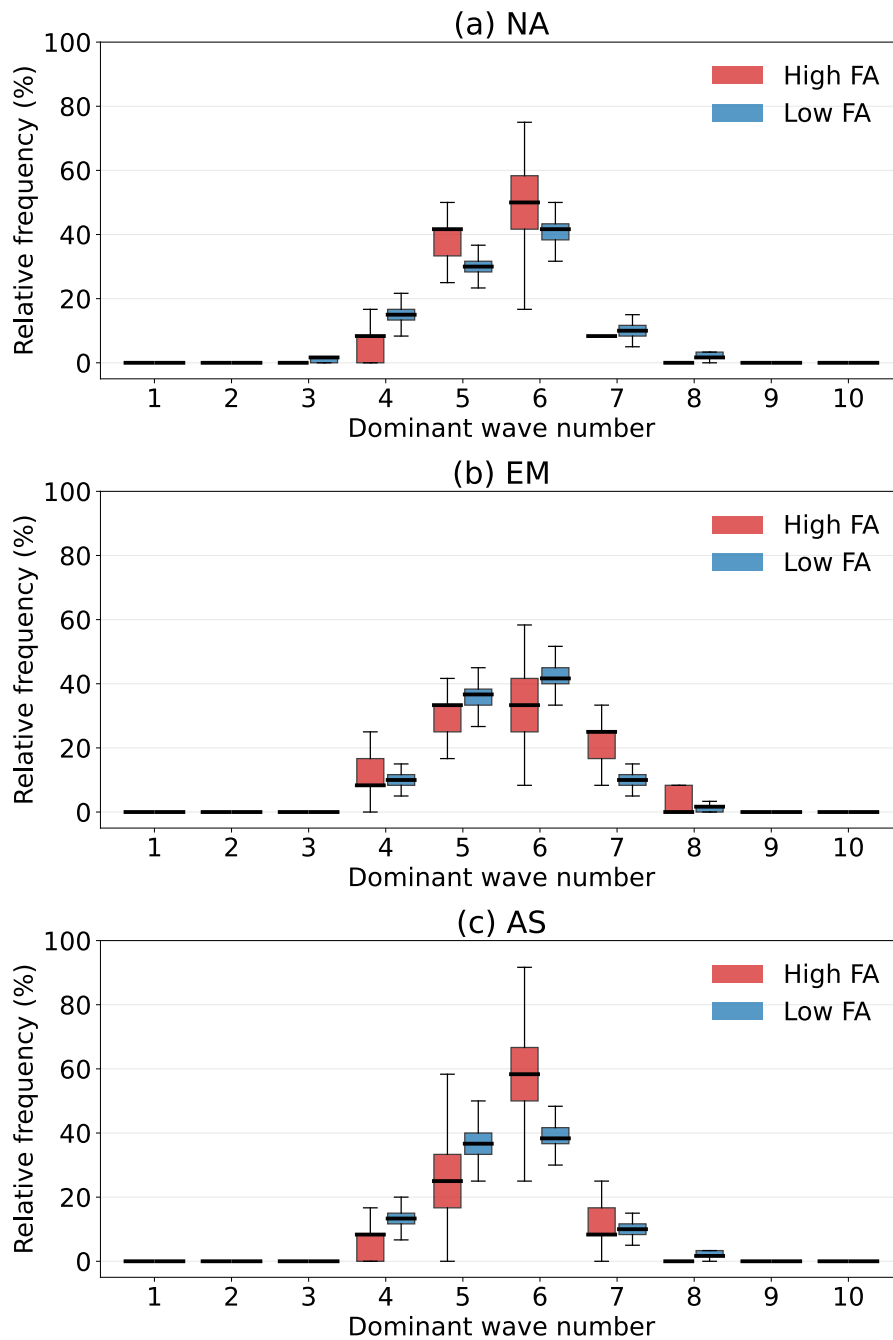 (a) NA
Relative frequency (%)
100
80
60
40
20
0
High FA
Low FA
1 2 3 4 5 6 7 8 9 10
Dominant wave number
(b) EM
Relative frequency (%)
100
80
60
40
20
0
High FA
Low FA
1 2 3 4 5 6 7 8 9 10
Dominant wave number
(c) AS
Relative frequency (%)
100
80
60
40
20
0
High FA
Low FA
1 2 3 4 5 6 7 8 9 10
Dominant wave number